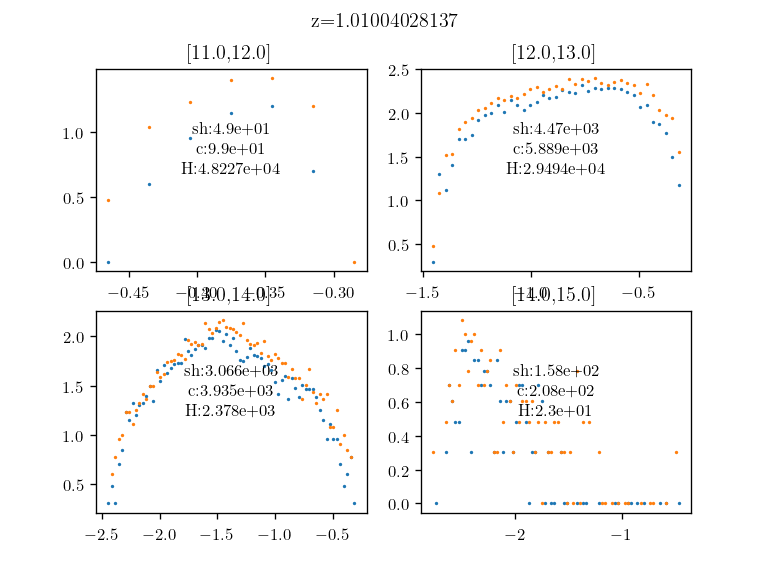 z=1.01004028137
[11.0,12.0]
[12.0,13.0]
1.0
0.5
0.0
sh:4.9e+01
c:9.9e+01
H:4.8227e+04
−0.45 −0.40 −0.35 −0.30
2.5
2.0
1.5
1.0
0.5
sh:4.47e+03
c:5.889e+03
H:2.9494e+04
−1.5 −1.0 −0.5
[13.0,14.0]
[14.0,15.0]
2.0
1.5
1.0
0.5
sh:3.066e+03
c:3.935e+03
H:2.378e+03
−2.5 −2.0 −1.5 −1.0 −0.5
1.0
0.8
0.6
0.4
0.2
0.0
sh:1.58e+02
c:2.08e+02
H:2.3e+01
−2 −1